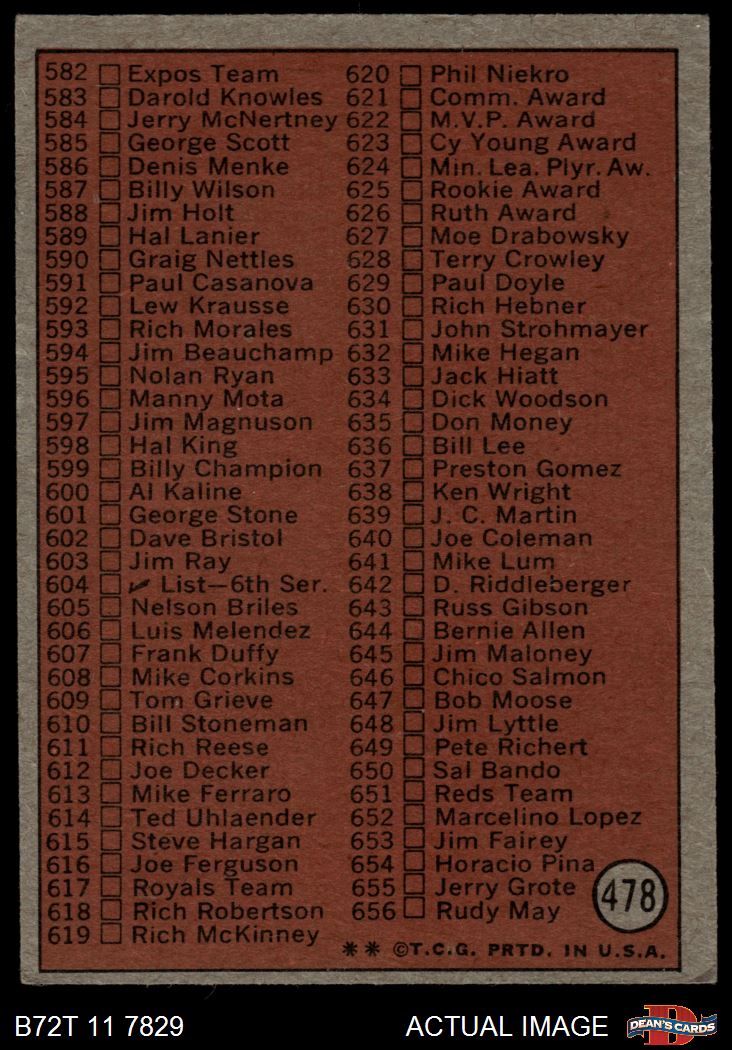 582 Expos Team
583 Darold Knowles
584 Jerry McNertney
585 George Scott
586 Denis Menke
587 Billy Wilson
588 Jim Holt
589 Hal Lanier
590 Graig Nettles
591 Paul Casanova
592 Lew Krausse
593 Rich Morales
594 Jim Beauchamp
595 Nolan Ryan
596 Manny Mota
597 Jim Magnuson
598 Hal King
599 Billy Champion
600 Al Kaline
601 George Stone
602 Dave Bristol
603 Jim Ray
604 List—6th Ser.
605 Nelson Briles
606 Luis Melendez
607 Frank Duffy
608 Mike Corkins
609 Tom Grieve
610 Bill Stoneman
611 Rich Reese
612 Joe Decker
613 Mike Ferraro
614 Ted Uhlaender
615 Steve Hargan
616 Joe Ferguson
617 Royals Team
618 Rich Robertson
619 Rich McKinney
620 Phil Niekro
621 Comm. Award
622 M.V.P. Award
623 Cy Young Award
624 Min. Lea. Plyr. Aw.
625 Rookie Award
626 Ruth Award
627 Moe Drabowsky
628 Terry Crowley
629 Paul Doyle
630 Rich Hebner
631 John Strohmayer
632 Mike Hegan
633 Jack Hiatt
634 Dick Woodson
635 Don Money
636 Bill Lee
637 Preston Gomez
638 Ken Wright
639 J. C. Martin
640 Joe Coleman
641 Mike Lum
642 D. Riddleberger
643 Russ Gibson
644 Bernie Allen
645 Jim Maloney
646 Chico Salmon
647 Bob Moose
648 Jim Lyttle
649 Pete Richert
650 Sal Bando
651 Reds Team
652 Marcelino Lopez
653 Jim Fairey
654 Horacio Pina
655 Jerry Grote
656 Rudy May
478
** ©T.C.G. PRTD. IN U.S.A.
B72T 11 7829
ACTUAL IMAGE
DEAN'S CARDS